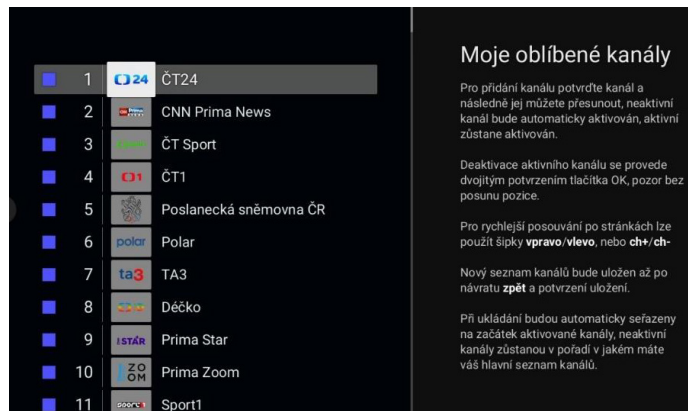 Moje oblíbené kanály
1 24 ČT24
2 CNN Prima News
3 ČT Sport
4 1 ČT1
5 Poslanecká sněmovna ČR
6 polar Polar
7 ta3 TA3
8 Déčko
9 STAR Prima Star
10 ZOOM Prima Zoom
11 Sport1
Pro přidání kanálu potvrďte kanál a
následně jej můžete přesunout, neaktivní
kanál bude automaticky aktivován, aktivní
zůstane aktivován.
Deaktivace aktivního kanálu se provede
dvojitým potvrzením tlačítka OK, pozor bez
posunu pozice.
Pro rychlejší posouvání po stránkách lze
použít šipky vpravo/vlevo, nebo ch+/ch-
Nový seznam kanálů bude uložen až po
návratu zpět a potvrzení uložení.
Při ukládání budou automaticky seřazeny
na začátek aktivované kanály, neaktivní
kanály zůstanou v pořadí v jakém máte
váš hlavní seznam kanálů.